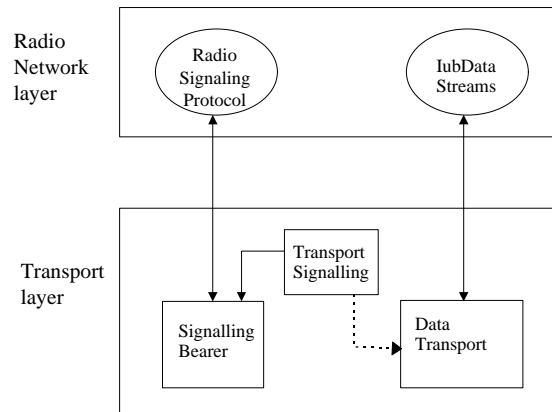 Radio
Network
layer
Radio
Signaling
Protocol
IubData
Streams
Transport
layer
Transport
Signalling
Signalling
Bearer
Data
Transport